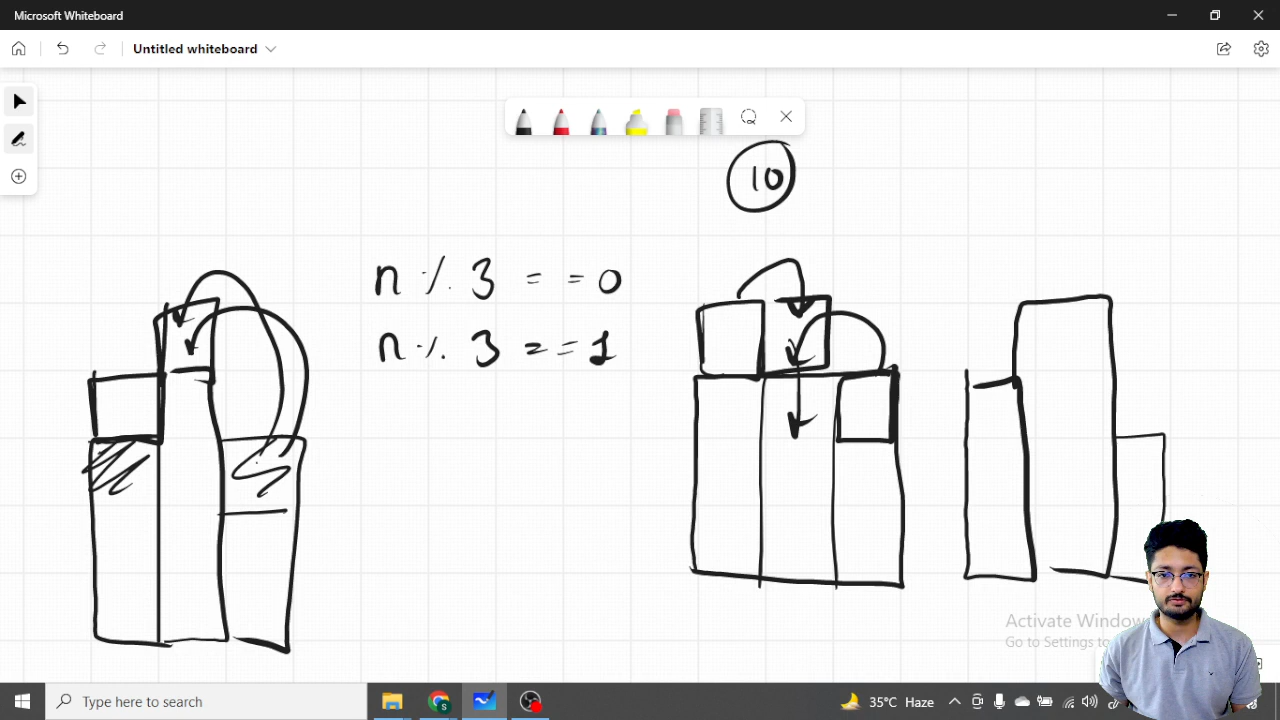 Microsoft Whiteboard
Untitled whiteboard
10
n % 3 = = 0
n % 3 = = 1
Activate Window
Go to Settings to
Type here to search
35°C Haze